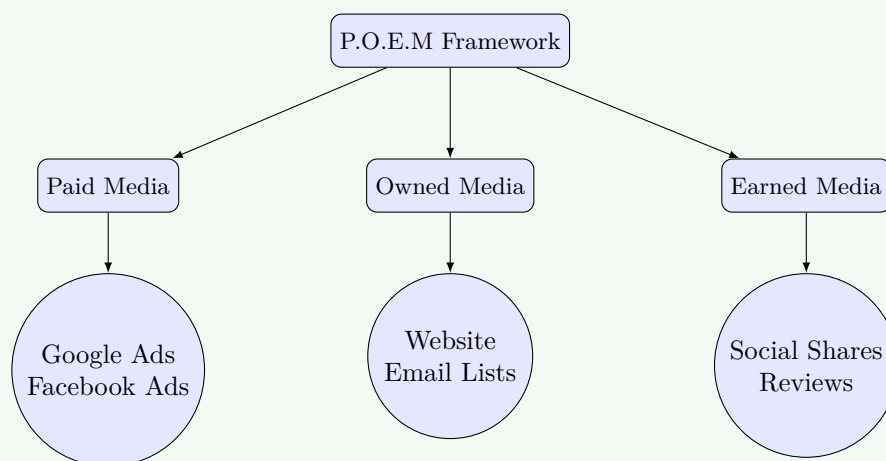 P.O.E.M Framework
Paid Media
Owned Media
Earned Media
Google Ads
Facebook Ads
Website
Email Lists
Social Shares
Reviews